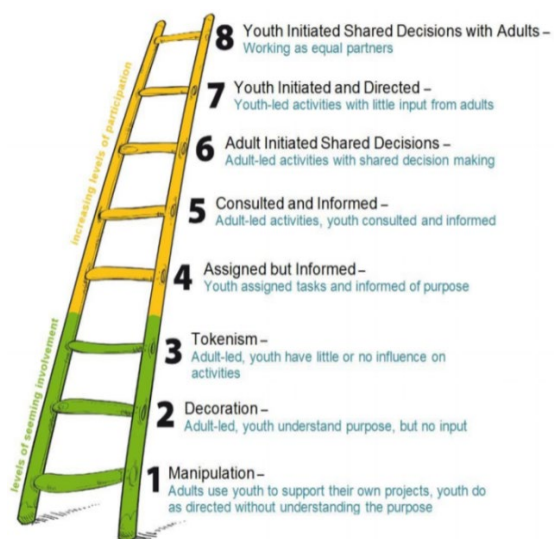 8 Youth Initiated Shared Decisions with Adults –
Working as equal partners
7 Youth Initiated and Directed –
Youth-led activities with little input from adults
6 Adult Initiated Shared Decisions –
Adult-led activities with shared decision making
5 Consulted and Informed –
Adult-led activities, youth consulted and informed
4 Assigned but Informed –
Youth assigned tasks and informed of purpose
3 Tokenism –
Adult-led, youth have little or no influence on
activities
2 Decoration –
Adult-led, youth understand purpose, but no input
1 Manipulation –
Adults use youth to support their own projects, youth do
as directed without understanding the purpose
increasing levels of participation
levels of seeming involvement